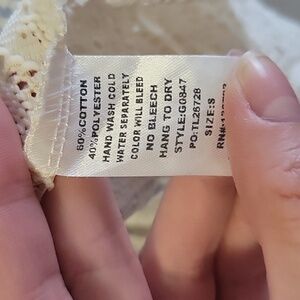 60%COTTON
40%POLYESTER
HAND WASH COLD
WATER SEPARATELY
COLOR WILL BLEED
NO BLEECH
HANG TO DRY
STYLE:G0847
PO:TL26728
SIZE:S